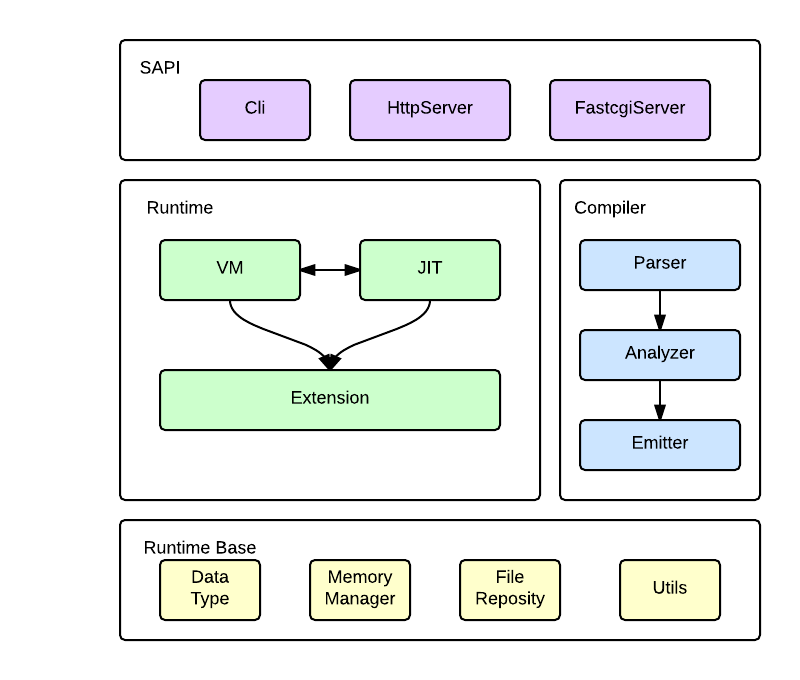 SAPI
Cli
HttpServer
FastcgiServer
Runtime
VM
JIT
Extension
Compiler
Parser
Analyzer
Emitter
Runtime Base
Data
Type
Memory
Manager
File
Reposity
Utils